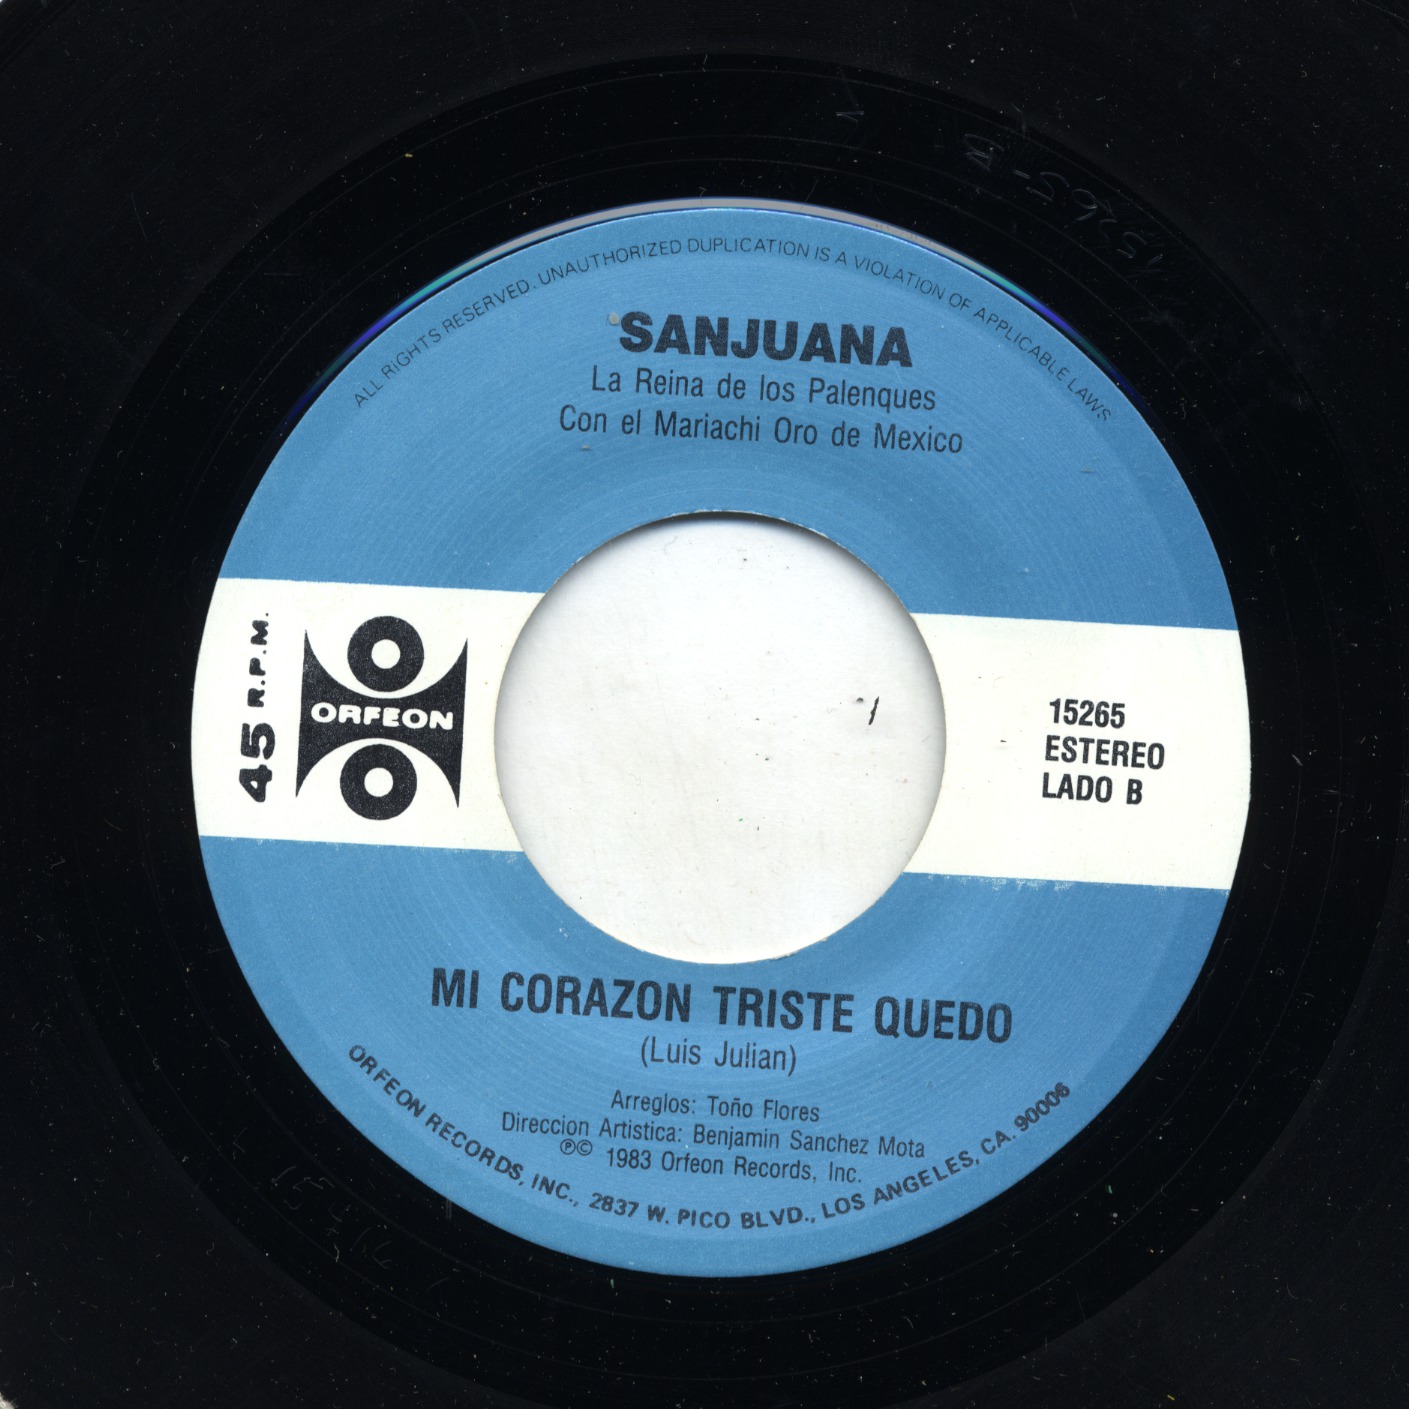 ALL RIGHTS RESERVED. UNAUTHORIZED DUPLICATION IS A VIOLATION OF APPLICABLE LAWS
SANJUANA
La Reina de los Palenques
Con el Mariachi Oro de Mexico
45 R.P.M.
ORFEON
15265
ESTEREO
LADO B
MI CORAZON TRISTE QUEDO
(Luis Julian)
Arreglos: Toño Flores
Direccion Artistica: Benjamin Sanchez Mota
℗© 1983 Orfeon Records, Inc.
ORFEON RECORDS, INC., 2837 W. PICO BLVD., LOS ANGELES, CA. 90006
15265-B